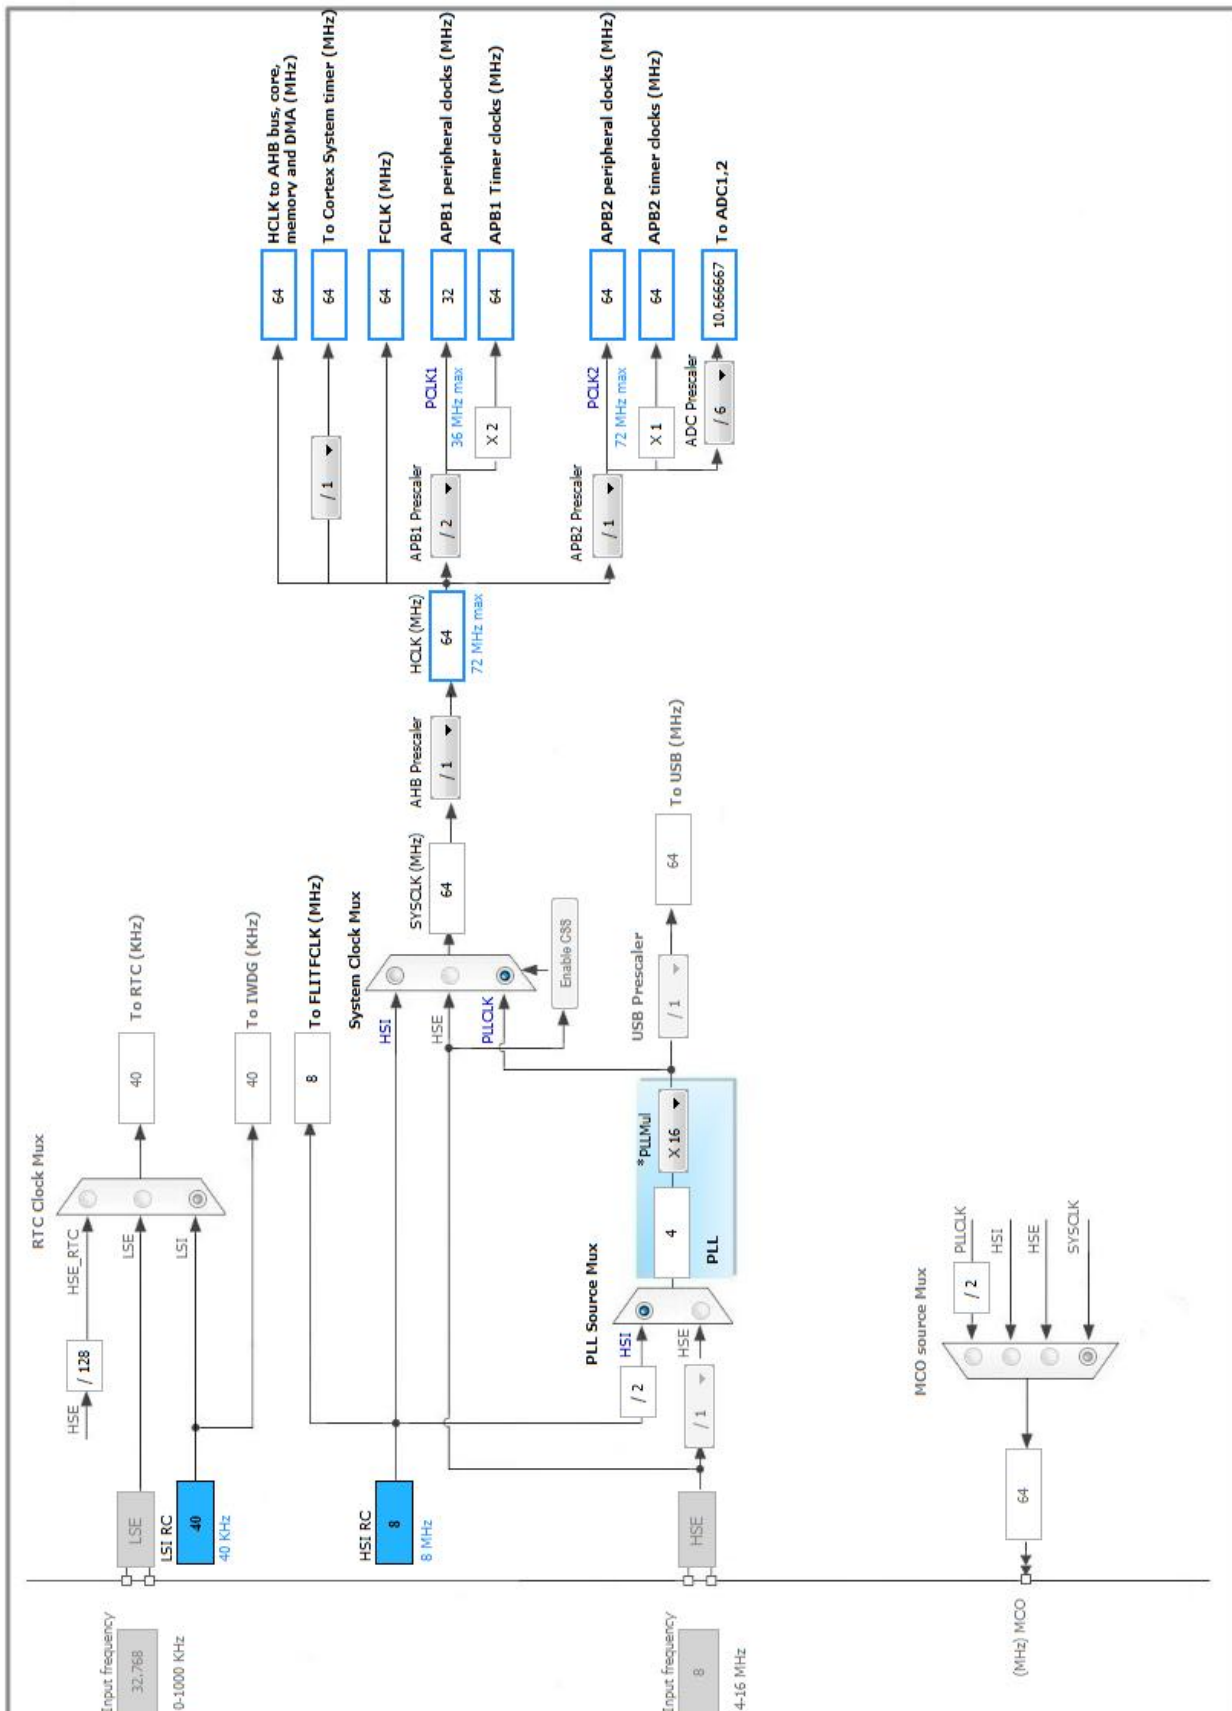 RTC Clock Mux
HSE
/ 128
HSE_RTC
Input frequency
32.768
0-1000 KHz
LSE
LSE
40
To RTC (KHz)
LSI RC
40
40 KHz
LSI
40
To IWDG (KHz)
8
To FLITFCLK (MHz)
HSI RC
8
8 MHz
System Clock Mux
HSI
HSE
PLLCLK
Enable CSS
SYSCLK (MHz)
64
AHB Prescaler
/ 1
HCLK (MHz)
64
72 MHz max
64
HCLK to AHB bus, core,
memory and DMA (MHz)
/ 1
64
To Cortex System timer (MHz)
64
FCLK (MHz)
APB1 Prescaler
/ 2
PCLK1
36 MHz max
32
APB1 peripheral clocks (MHz)
X 2
64
APB1 Timer clocks (MHz)
APB2 Prescaler
/ 1
PCLK2
72 MHz max
64
APB2 peripheral clocks (MHz)
X 1
64
APB2 timer clocks (MHz)
ADC Prescaler
/ 6
10.666667
To ADC1,2
PLL Source Mux
/ 2
HSI
Input frequency
8
4-16 MHz
HSE
/ 1
HSE
4
*PLLMul
X 16
PLL
USB Prescaler
/ 1
64
To USB (MHz)
MCO source Mux
(MHz) MCO
64
/ 2
PLLCLK
HSI
HSE
SYSCLK